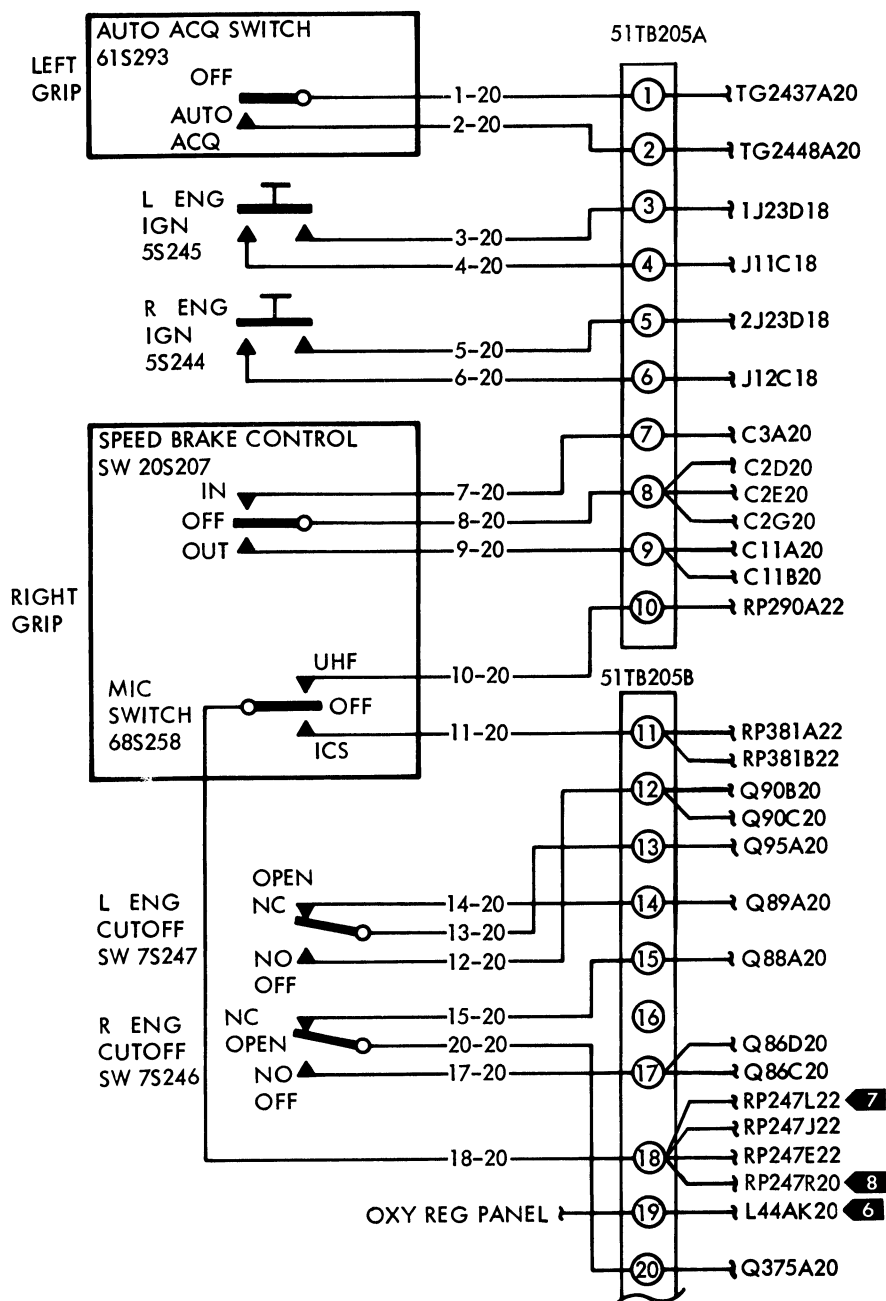 AUTO ACQ SWITCH
61S293
51TB205A
LEFT
GRIP
OFF
1-20
1
TG2437A20
AUTO
ACQ
2-20
2
TG2448A20
L ENG
IGN
5S245
3
1J23D18
3-20
4-20
4
J11C18
R ENG
IGN
5S244
5
2J23D18
5-20
6-20
6
J12C18
SPEED BRAKE CONTROL
SW 20S207
7
C3A20
IN
7-20
C2D20
8
C2E20
OFF
8-20
C2G20
OUT
9-20
9
C11A20
C11B20
RIGHT
GRIP
10
RP290A22
UHF
10-20
51TB205B
MIC
SWITCH
68S258
OFF
11-20
11
RP381A22
ICS
RP381B22
12
Q90B20
Q90C20
13
Q95A20
OPEN
L ENG
CUTOFF
SW 7S247
NC
14-20
14
Q89A20
13-20
NO
12-20
15
Q88A20
OFF
R ENG
CUTOFF
SW 7S246
NC
15-20
16
OPEN
20-20
Q86D20
NO
17-20
17
Q86C20
OFF
RP247L22 7
RP247J22
18-20
18
RP247E22
RP247R20 8
OXY REG PANEL
19
L44AK20 6
20
Q375A20